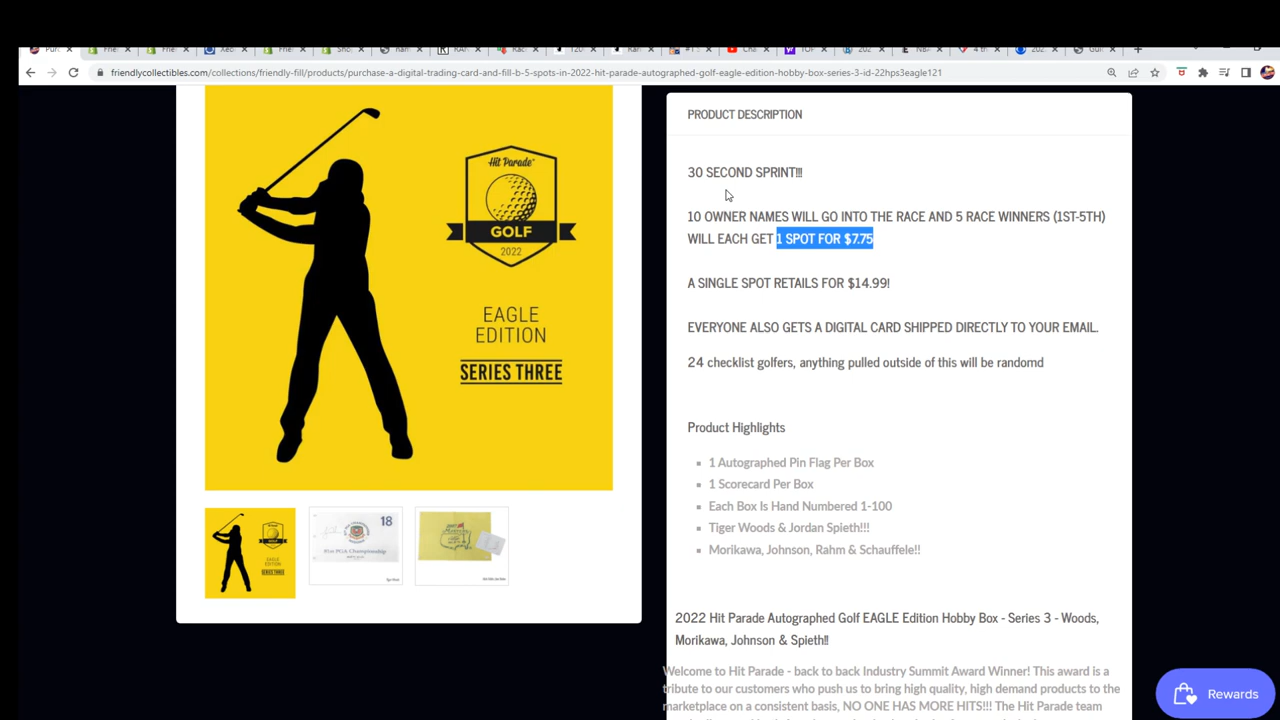 friendlycollectibles.com/collections/friendly-fill/products/purchase-a-digital-trading-card-and-fill-b-5-spots-in-2022-hit-parade-autographed-golf-eagle-edition-hobby-box-series-3-id-22hps3eagle121
Hit Parade
GOLF
2022
EAGLE
EDITION
SERIES THREE
18
PRODUCT DESCRIPTION
30 SECOND SPRINT!!!
10 OWNER NAMES WILL GO INTO THE RACE AND 5 RACE WINNERS (1ST-5TH)
WILL EACH GET 1 SPOT FOR $7.75
A SINGLE SPOT RETAILS FOR $14.99!
EVERYONE ALSO GETS A DIGITAL CARD SHIPPED DIRECTLY TO YOUR EMAIL.
24 checklist golfers, anything pulled outside of this will be randomd
Product Highlights
1 Autographed Pin Flag Per Box
1 Scorecard Per Box
Each Box Is Hand Numbered 1-100
Tiger Woods & Jordan Spieth!!!
Morikawa, Johnson, Rahm & Schauffele!!
2022 Hit Parade Autographed Golf EAGLE Edition Hobby Box - Series 3 - Woods,
Morikawa, Johnson & Spieth!!
Welcome to Hit Parade - back to back Industry Summit Award Winner! This award is a
tribute to our customers who push us to bring high quality, high demand products to the
marketplace on a consistent basis, NO ONE HAS MORE HITS!!! The Hit Parade team
Rewards